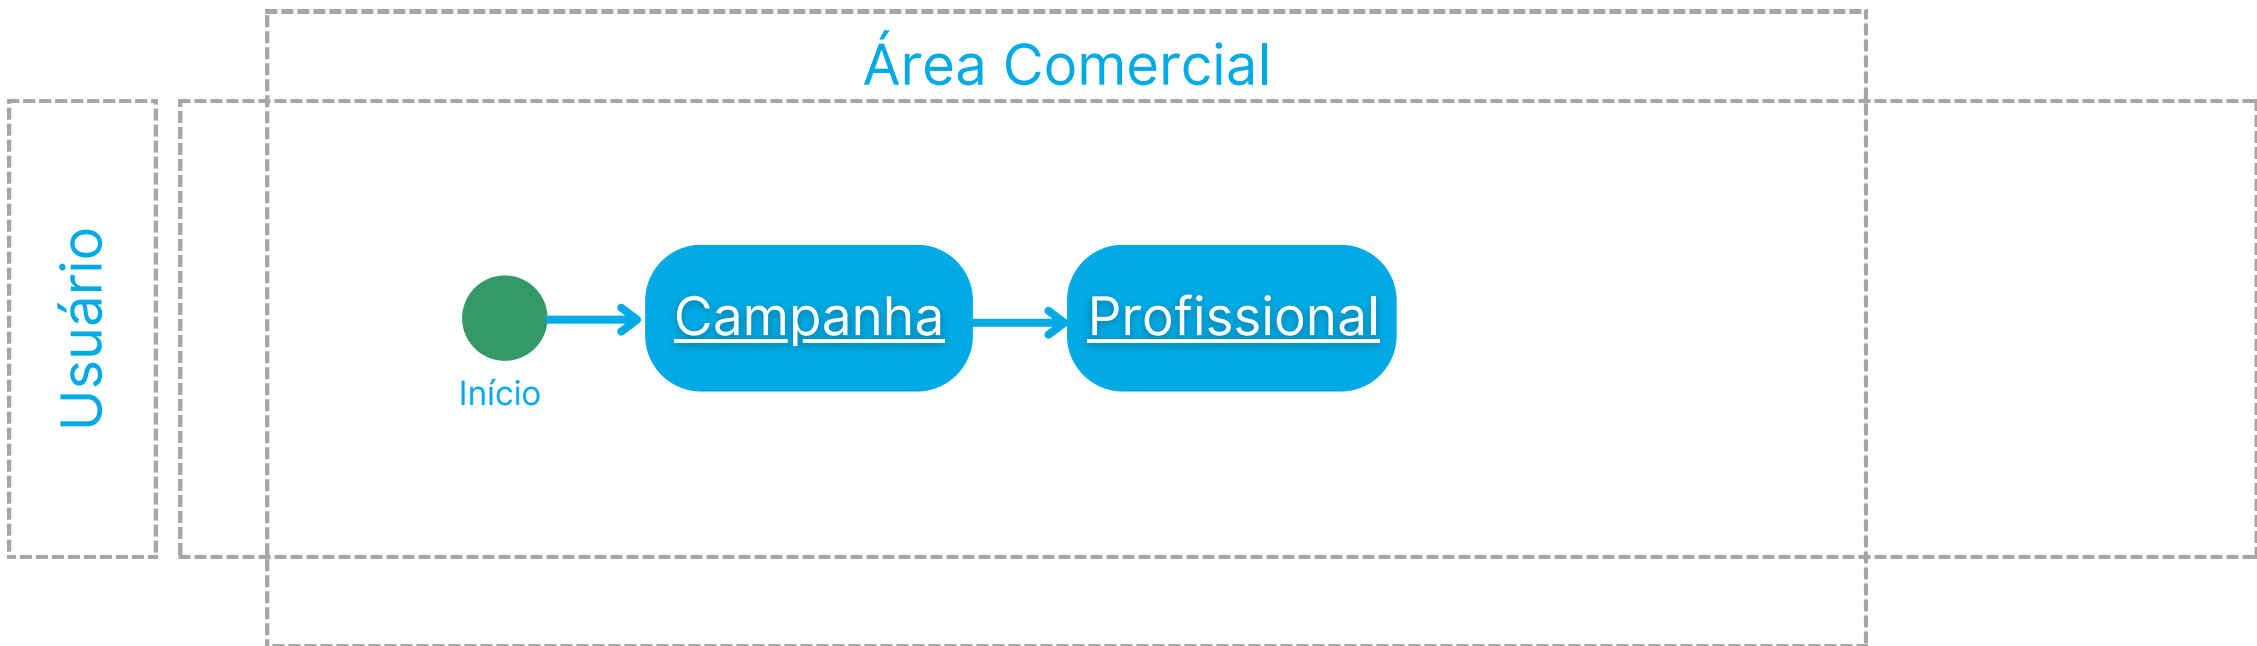 Área Comercial
Usuário
Campanha
Profissional
Início